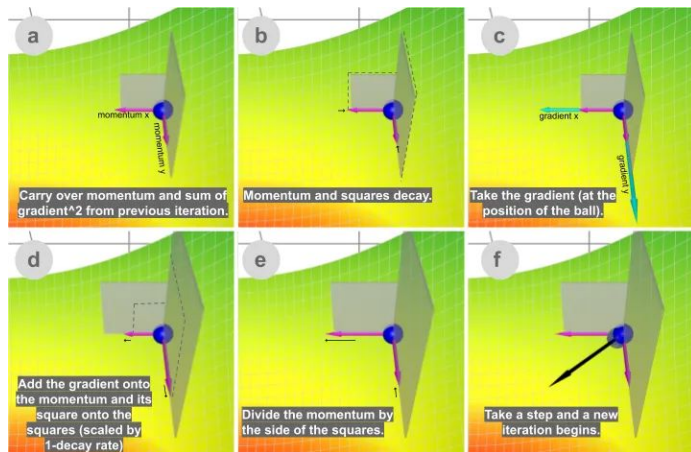 a
momentum x
momentum y
Carry over momentum and sum of
gradient^2 from previous iteration.
b
Momentum and squares decay.
c
gradient x
gradient y
Take the gradient (at the
position of the ball).
d
Add the gradient onto
the momentum and its
square onto the
squares (scaled by
1-decay rate)
e
Divide the momentum by
the side of the squares.
f
Take a step and a new
iteration begins.